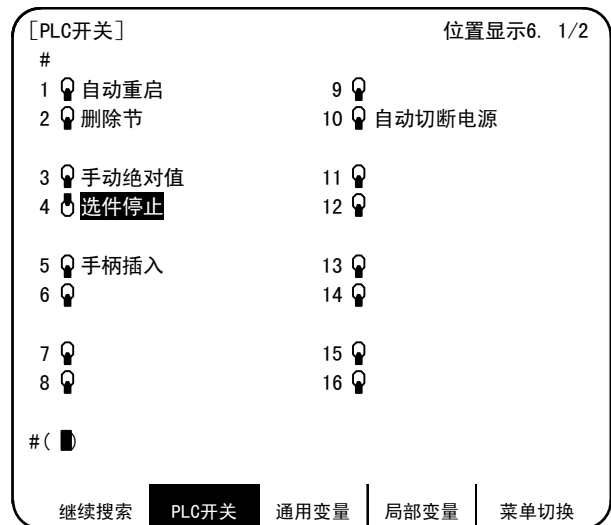 [PLC开关] 位置显示6. 1/2
#
1 自动重启 9
2 删除节 10 自动切断电源
3 手动绝对值 11
4 选件停止 12
5 手柄插入 13
6 14
7 15
8 16
#( )
继续搜索 PLC开关 通用变量 局部变量 菜单切换